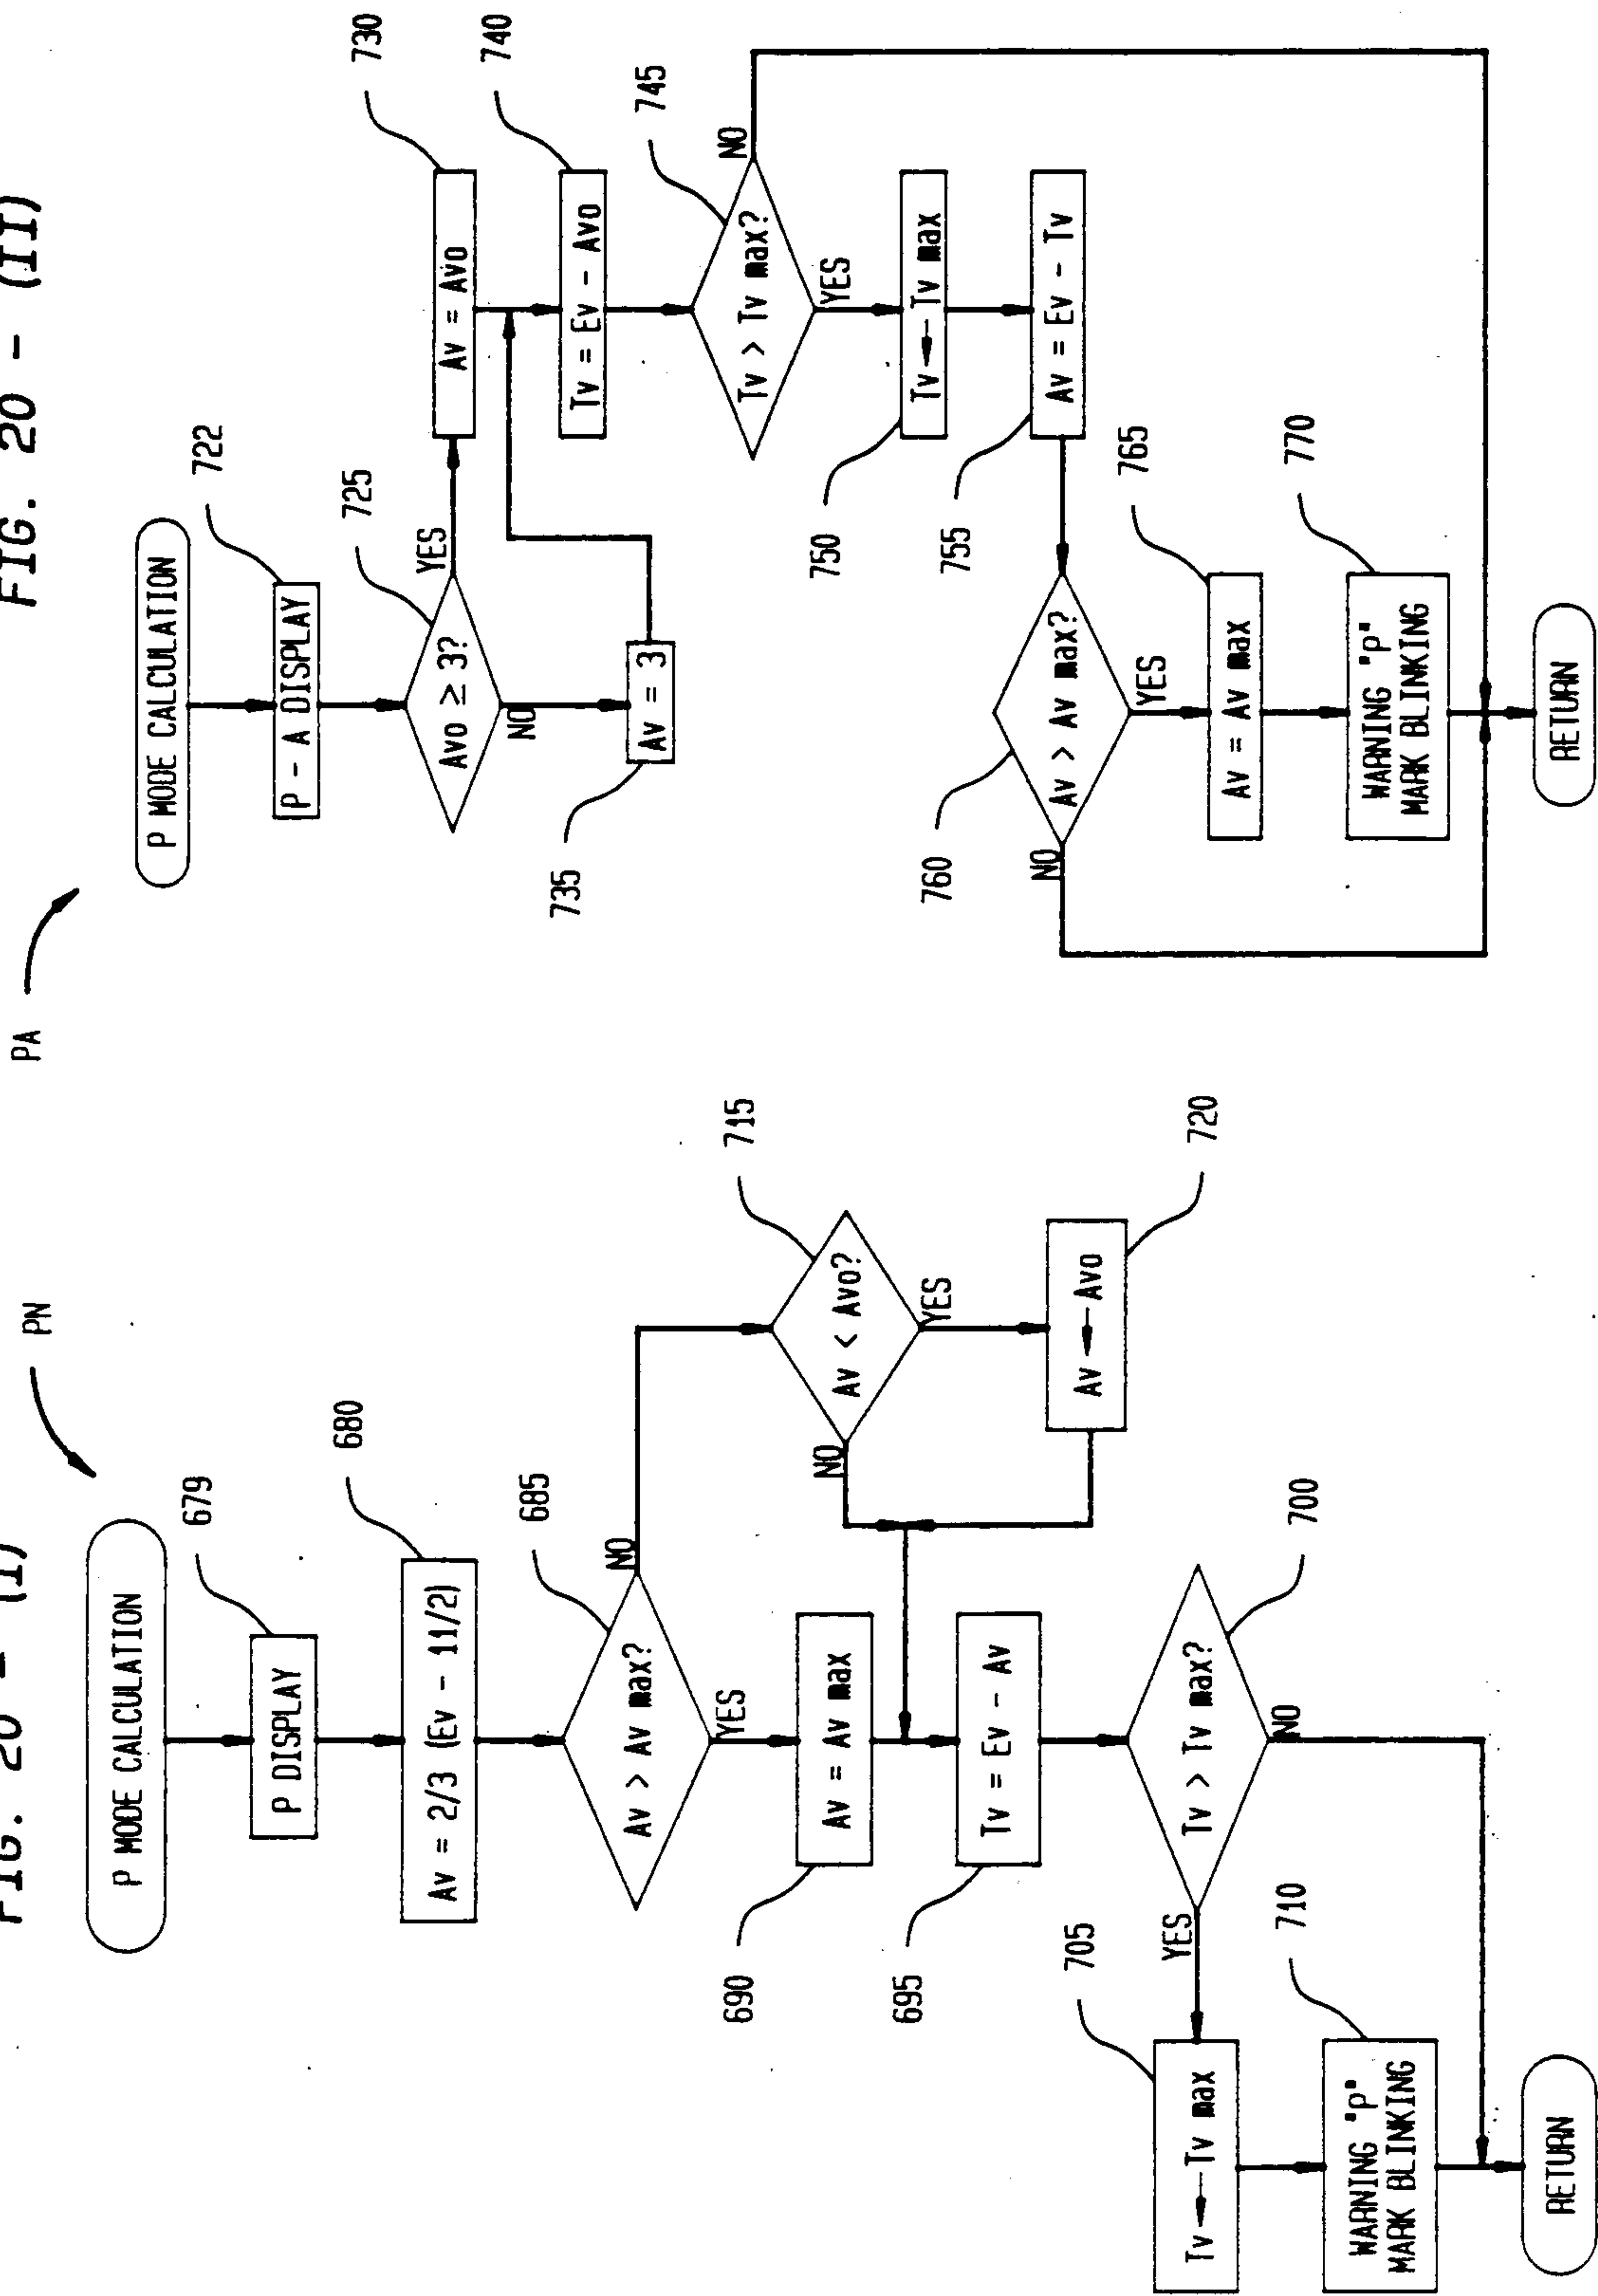 FIG. 20 - (I)
PN
P MODE CALCULATION
679
P DISPLAY
680
Av = 2/3 (Ev - 11/2)
685
Av > Av max?
NO
YES
715
Av < Avo?
NO
YES
720
Av ← Avo
690
Av = Av max
695
Tv = Ev - Av
700
Tv > Tv max?
YES
NO
705
Tv ← Tv max
710
WARNING "P"
MARK BLINKING
RETURN
FIG. 20 - (II)
PA
P MODE CALCULATION
722
P - A DISPLAY
725
Avo ≥ 3?
YES
NO
730
Av = Avo
735
Av = 3
740
Tv = Ev - Avo
745
Tv > Tv max?
NO
YES
750
Tv ← Tv max
755
Av = Ev - Tv
760
Av > Av max?
NO
YES
765
Av = Av max
770
WARNING "P"
MARK BLINKING
RETURN